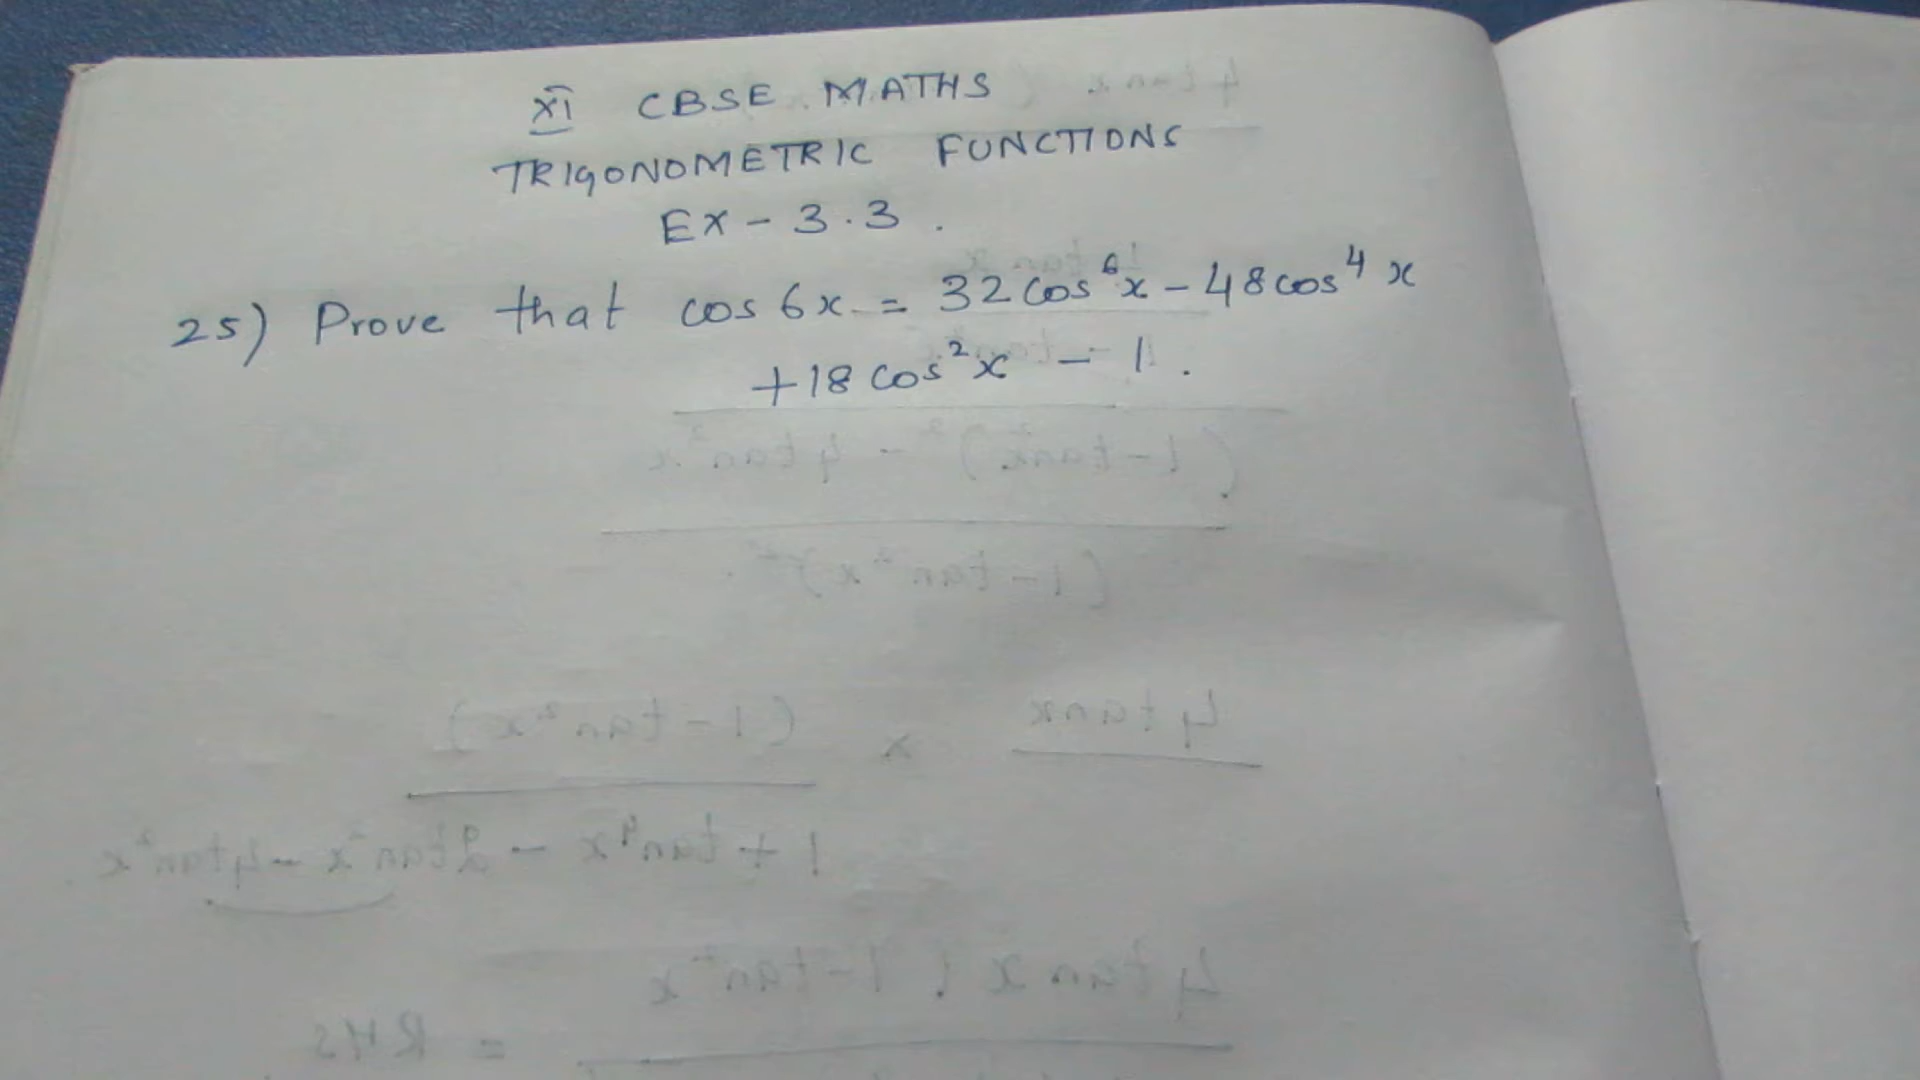 XI CBSE MATHS
TRIGONOMETRIC FUNCTIONS
EX - 3.3.
25) Prove that cos 6x = 32 cos⁶x - 48 cos⁴ x
+ 18 cos²x - 1.